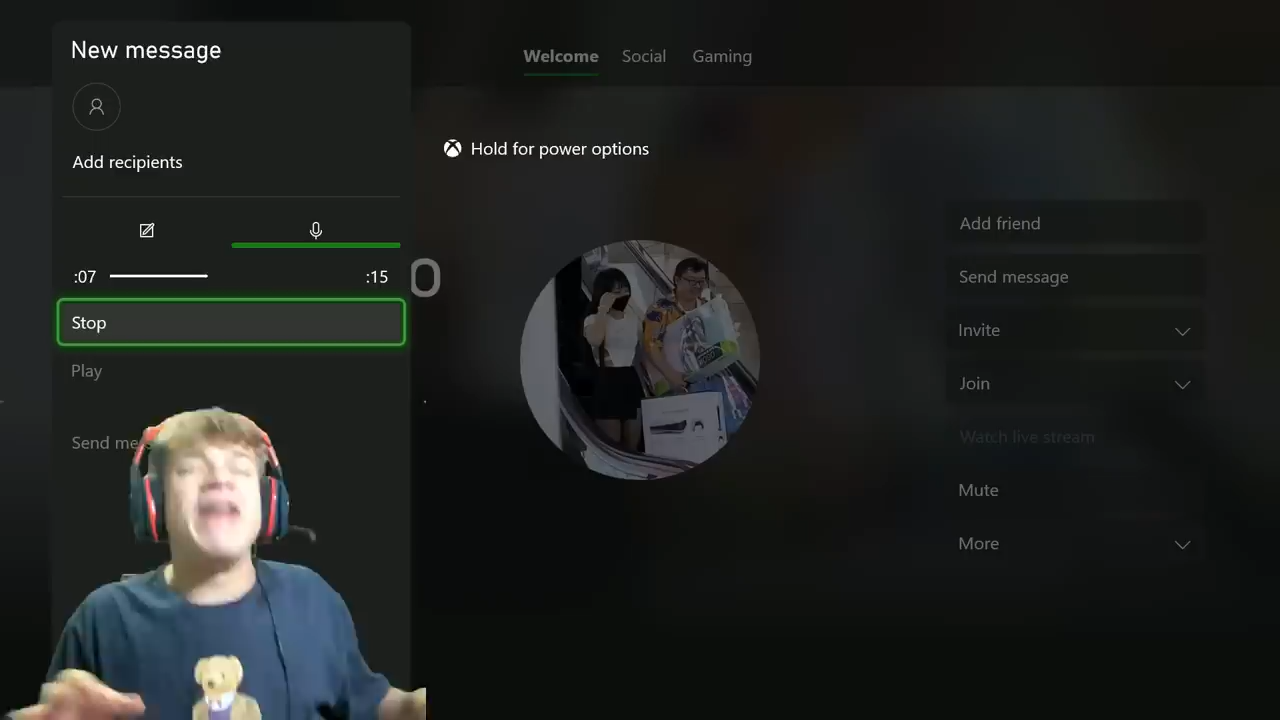 New message
Welcome Social Gaming
Add recipients
Hold for power options
:07 :15
O
Stop
Play
Send me
Add friend
Send message
Invite
Join
Watch live stream
Mute
More